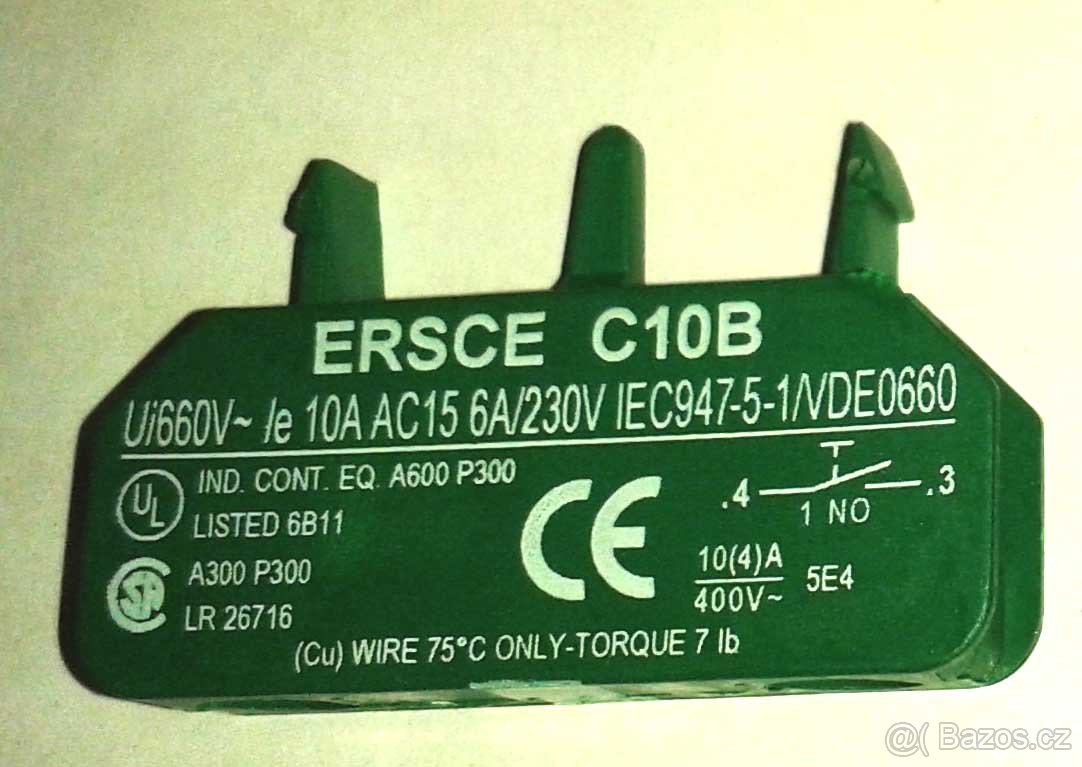 ERSCE C10B
Ui660V~ Ie 10A AC15 6A/230V IEC947-5-1/VDE0660
UL IND. CONT. EQ. A600 P300
LISTED 6B11
CE
.4 .3
1 NO
SA A300 P300
LR 26716
10(4)A
400V~ 5E4
(Cu) WIRE 75°C ONLY-TORQUE 7 lb
@( Bazos.cz